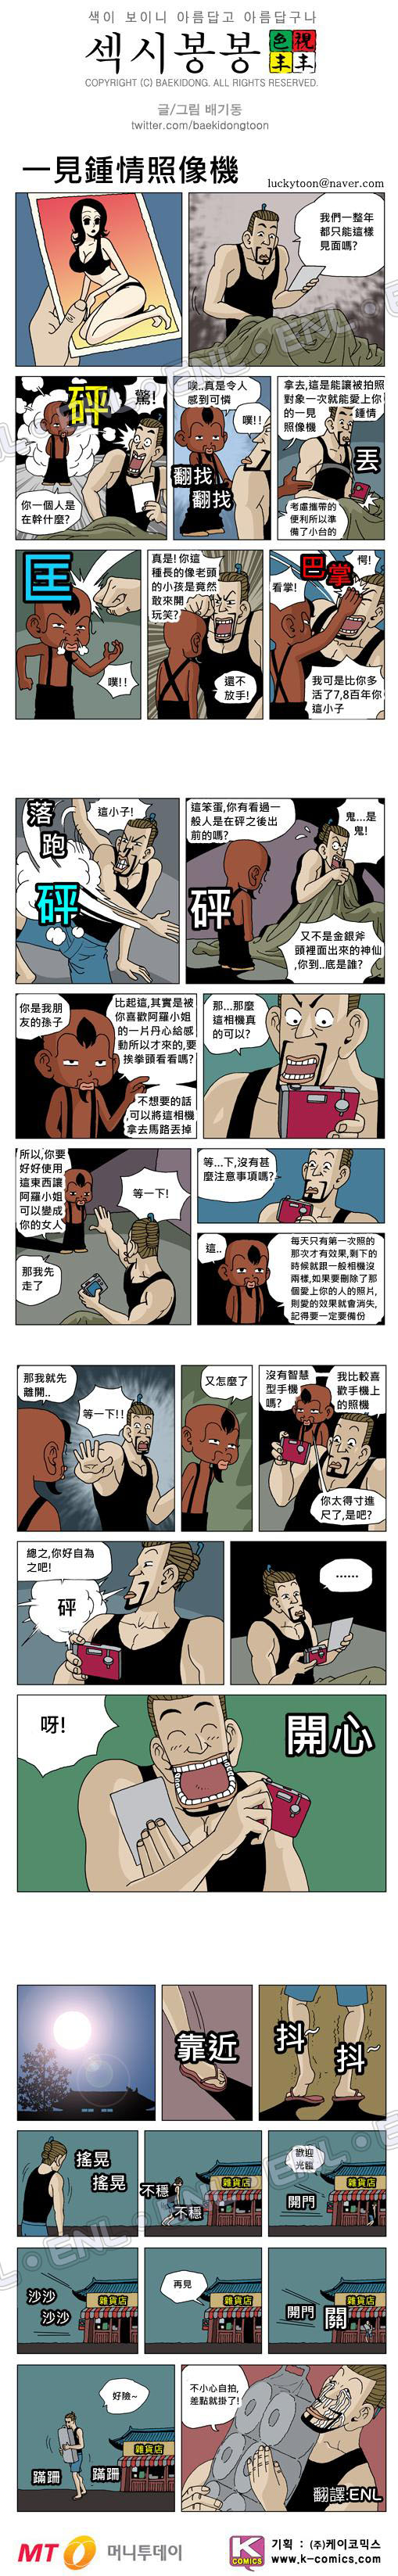 색이 보이니 아름답고 아름답구나
섹시봉봉
色視
丰丰
COPYRIGHT (C) BAEKIDONG. ALL RIGHTS RESERVED.
글/그림 배기동
twitter.com/baekidongtoon
一見鍾情照像機
luckytoon@naver.com
我們一整年
都只能這樣
見面嗎?
砰
驚!
你一個人是
在幹什麼?
噗..真是令人
感到可憐
噗!!
翻找
翻找
拿去,這是能讓被拍照
對象一次就能愛上你
的一見鍾情
照像機
丟
考慮攜帶的
便利所以準
備了小台的
匡
噗!!
真是!你這
種長的像老頭
的小孩是竟然
敢來開
玩笑?
還不
放手!
看掌!
巴掌
愕!
我可是比你多
活了7,8百年你
這小子
落
跑
砰
這小子!
這笨蛋,你有看過一
般人是在砰之後出
前的嗎?
砰
鬼...是
鬼!
又不是金銀斧
頭裡面出來的神仙
,你到..底是誰?
你是我朋
友的孫子
比起這,其實是被
你喜歡阿羅小姐
的一片丹心給感
動所以才來的,要
挨拳頭看看嗎?
不想要的話
,可以將這相機
拿去馬路丟掉
那...那麼
這相機真
的可以?
所以,你要
好好使用
這東西讓
阿羅小姐
可以變成
你的女人
等一下!
那我先
走了
等...下,沒有甚
麼注意事項嗎?
這..
每天只有第一次照的
那次才有效果,剩下的
時候就跟一般相機沒
兩樣,如果要刪除了那
個愛上你的人的照片,
則愛的效果就會消失,
記得要一定要備份
那我就先
離開..
等一下!!
又怎麼了
沒有智慧
型手機
嗎?
我比較喜
歡手機上
的照機
你太得寸進
尺了,是吧?
總之,你好自為
之吧!
砰
......
呀!
開心
靠近
抖~
抖~
搖晃
搖晃
不穩
不穩
雜貨店
歡迎
光臨
開門
雜貨店
沙沙
沙沙
雜貨店
再見
雜貨店
開門
關
雜貨店
好險~
蹣跚
蹣跚
雜貨店
不小心自拍,
差點就掛了!
翻譯:ENL
MT 머니투데이
K COMICS
기획 : (주)케이코믹스
www.k-comics.com